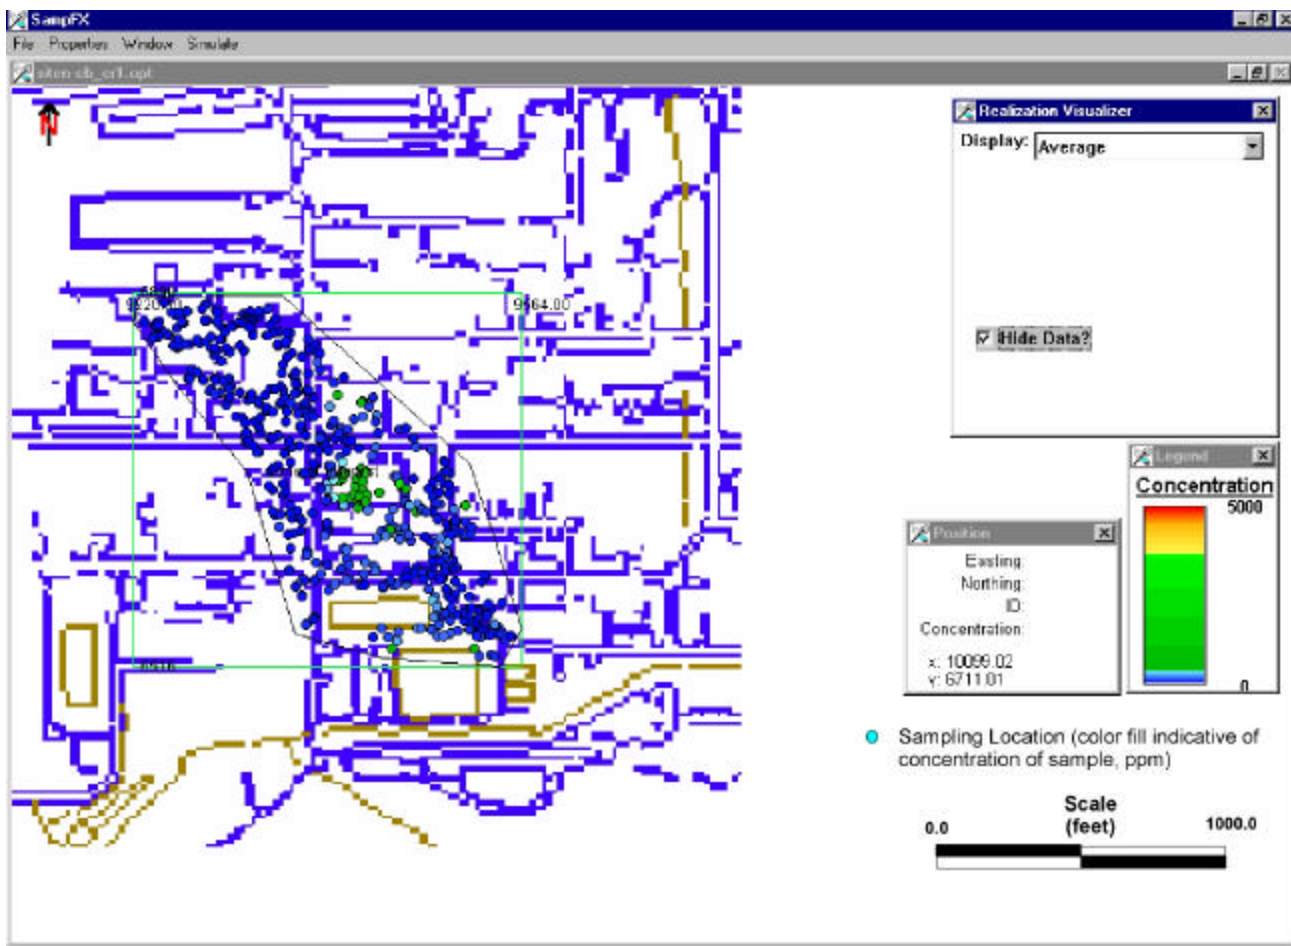 SampFX
File Properties Window Simulate
N
Realization Visualizer
Display: Average
9564.00
Hide Data?
Legend
Concentration
5000
0
Position
Easting:
Northing:
ID:
Concentration:
x: 10099.02
y: 6711.01
Sampling Location (color fill indicative of
concentration of sample, ppm)
Scale
(feet)
0.0
1000.0